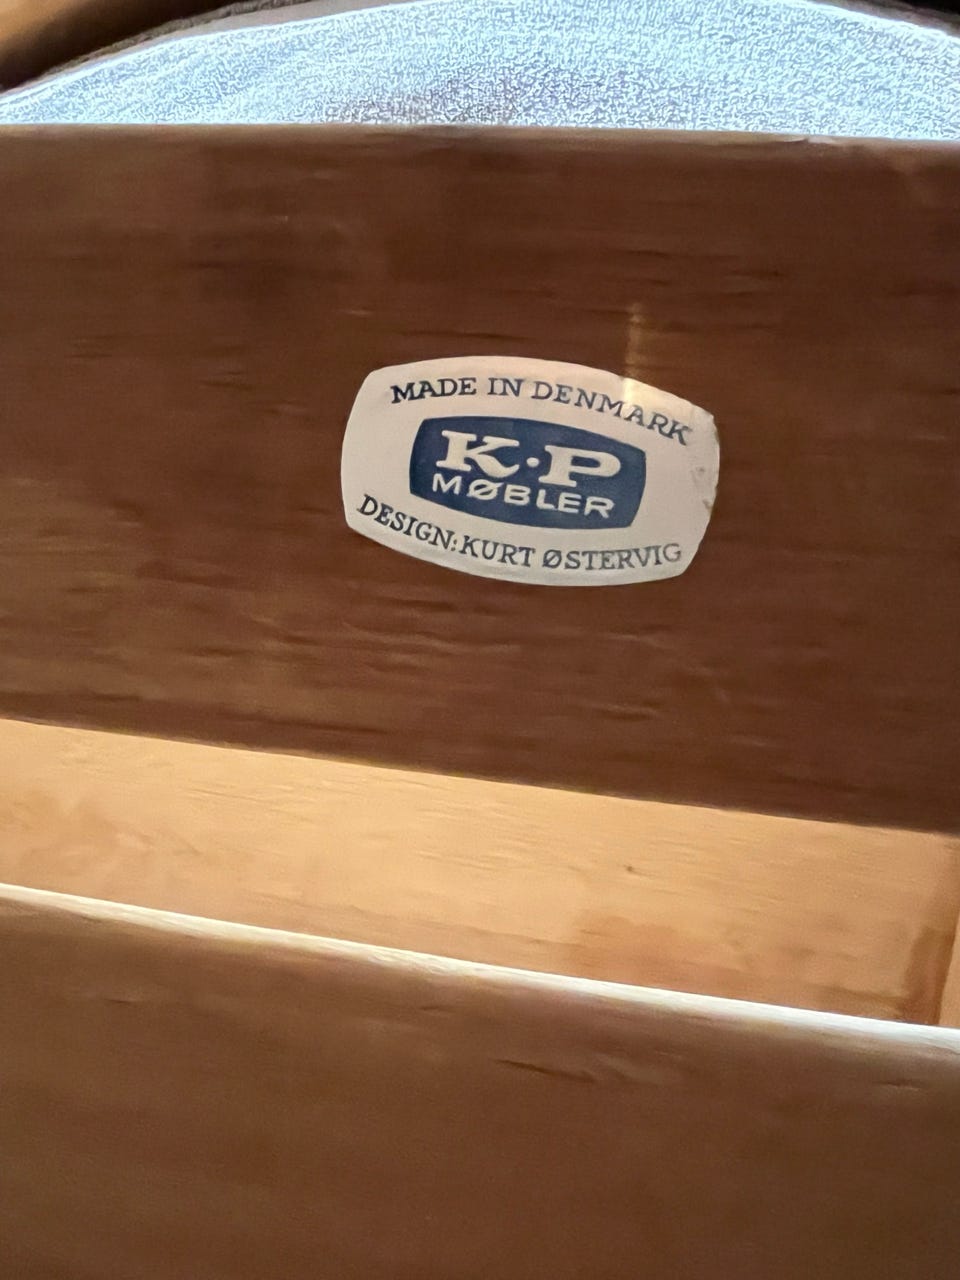 MADE IN DENMARK
K·P
MØBLER
DESIGN: KURT ØSTERVIG